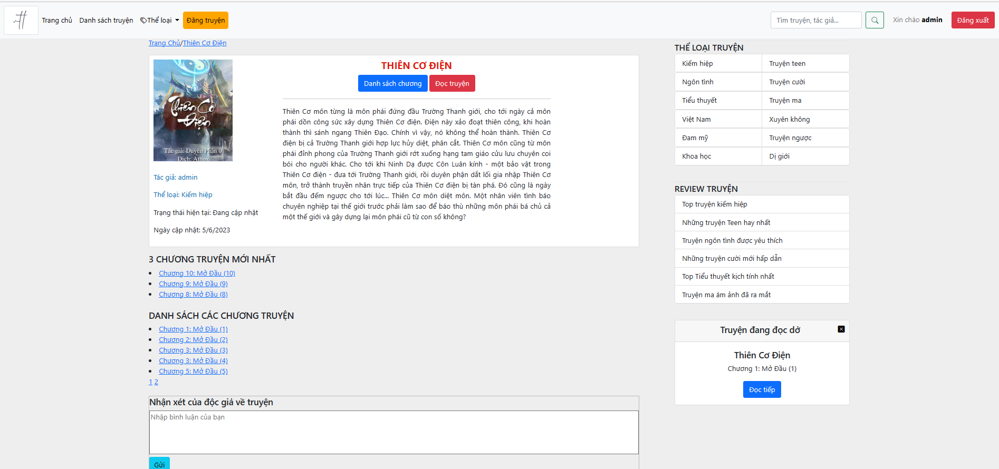 Trang chủ Danh sách truyện Thể loại Đăng truyện Tìm truyện, tác giả... Xin chào admin Đăng xuất
Trang Chủ/Thiên Cơ Điện
Thiên Cơ
Điện
Tác giả: Duyên Phận 0
Dịch: Athox
Tác giả: admin
Thể loại: Kiếm hiệp
Trạng thái hiện tại: Đang cập nhật
Ngày cập nhật: 5/6/2023
THIÊN CƠ ĐIỆN
Danh sách chương Đọc truyện
Thiên Cơ môn từng là môn phái đứng đầu Trường Thanh giới, cho tới ngày cả môn
phái dồn công sức xây dựng Thiên Cơ điện. Điện này xảo đoạt thiên công, khi hoàn
thành thì sánh ngang Thiên Đạo. Chính vì vậy, nó không thể hoàn thành. Thiên Cơ
điện bị cả Trường Thanh giới hợp lực hủy diệt, phân cắt. Thiên Cơ môn cũng từ môn
phái đỉnh phong của Trường Thanh giới rớt xuống hạng tam giáo cửu lưu chuyên coi
bói cho người khác. Cho tới khi Ninh Dạ được Côn Luân kính - một bảo vật trong
Thiên Cơ điện - đưa tới Trường Thanh giới, rồi duyên phận dắt lối gia nhập Thiên Cơ
môn, trở thành truyền nhân trực tiếp của Thiên Cơ điện bị tàn phá. Đó cũng là ngày
bắt đầu đếm ngược cho tới lúc... Thiên Cơ môn diệt môn. Một nhân viên tình báo
chuyên nghiệp tại thế giới trước phải làm sao để báo thù những môn phái bá chủ cả
một thế giới và gây dựng lại môn phái cũ từ con số không?
3 CHƯƠNG TRUYỆN MỚI NHẤT
Chương 10: Mở Đầu (10)
Chương 9: Mở Đầu (9)
Chương 8: Mở Đầu (8)
DANH SÁCH CÁC CHƯƠNG TRUYỆN
Chương 1: Mở Đầu (1)
Chương 2: Mở Đầu (2)
Chương 3: Mở Đầu (3)
Chương 3: Mở Đầu (4)
Chương 5: Mở Đầu (5)
1 2
Nhận xét của độc giả về truyện
Nhập bình luận của bạn
Gửi
THỂ LOẠI TRUYỆN
Kiếm hiệp Truyện teen
Ngôn tình Truyện cười
Tiểu thuyết Truyện ma
Việt Nam Xuyên không
Đam mỹ Truyện ngược
Khoa học Dị giới
REVIEW TRUYỆN
Top truyện kiếm hiệp
Những truyện Teen hay nhất
Truyện ngôn tình được yêu thích
Những truyện cười mới hấp dẫn
Top Tiểu thuyết kịch tính nhất
Truyện ma ám ảnh đã ra mắt
Truyện đang đọc dở
Thiên Cơ Điện
Chương 1: Mở Đầu (1)
Đọc tiếp